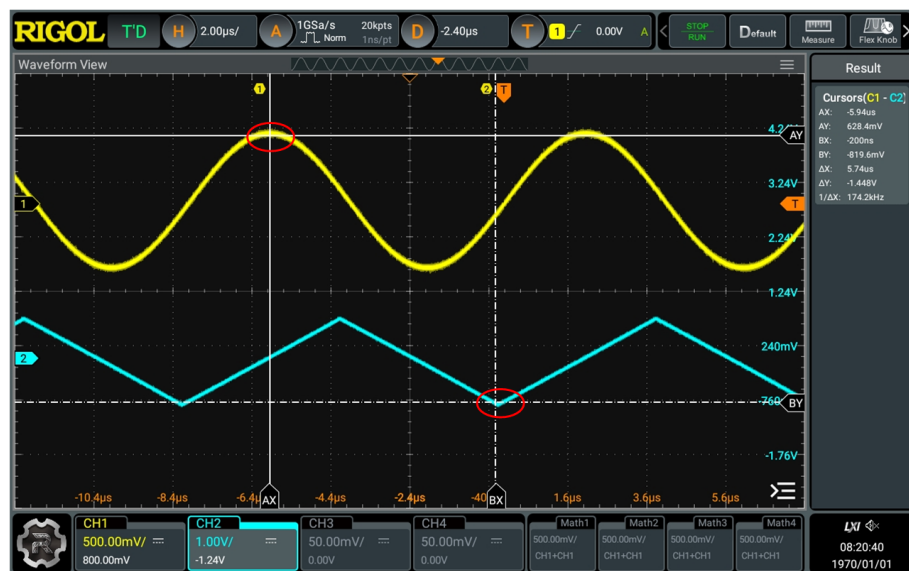 RIGOL T'D H 2.00μs/ A 1GSa/s 20kpts D -2.40μs T 1 0.00V A STOP Default Measure Flex Knob
Norm 1ns/pt RUN
Waveform View
Result
Cursors(C1 - C2)
AX: -5.94us
AY: 628.4mV
BX: -200ns
BY: -819.6mV
ΔX: 5.74us
ΔY: -1.448V
1/ΔX: 174.2kHz
1
2
T
AY
3.24V
1
T
2.24V
1.24V
2
240mV
BY
-1.76V
-10.4μs -8.4μs AX -4.4μs -2.4μs BX 1.6μs 3.6μs 5.6μs
CH1 CH2 CH3 CH4 Math1 Math2 Math3 Math4
500.00mV/ 1.00V/ 50.00mV/ 50.00mV/ 500.00mV/ 500.00mV/ 500.00mV/ 500.00mV/
800.00mV -1.24V 0.00V 0.00V CH1+CH1 CH1+CH1 CH1+CH1 CH1+CH1
R
LXI
08:20:40
1970/01/01